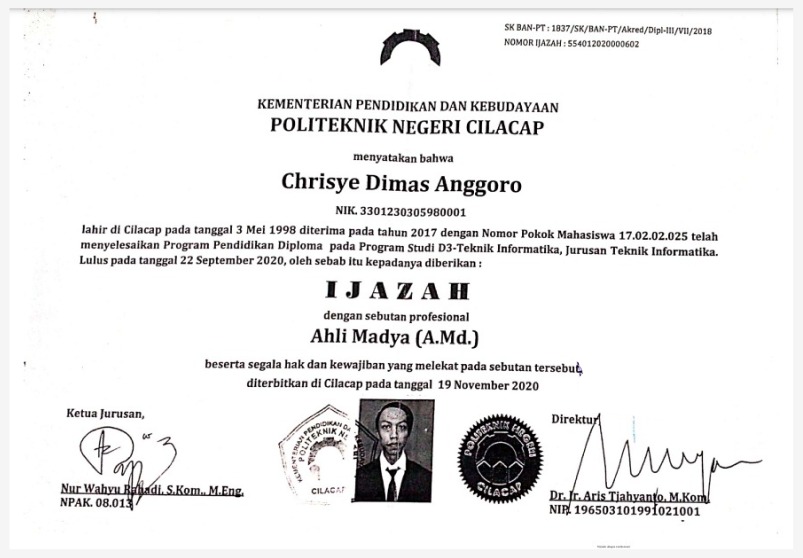 SK BAN-PT : 1837/SK/BAN-PT/Akred/Dipl-III/VII/2018
NOMOR IJAZAH : 554012020000602
KEMENTERIAN PENDIDIKAN DAN KEBUDAYAAN
POLITEKNIK NEGERI CILACAP
menyatakan bahwa
Chrisye Dimas Anggoro
NIK. 3301230305980001
lahir di Cilacap pada tanggal 3 Mei 1998 diterima pada tahun 2017 dengan Nomor Pokok Mahasiswa 17.02.02.025 telah
menyelesaikan Program Pendidikan Diploma pada Program Studi D3-Teknik Informatika, Jurusan Teknik Informatika.
Lulus pada tanggal 22 September 2020, oleh sebab itu kepadanya diberikan :
IJAZAH
dengan sebutan profesional
Ahli Madya (A.Md.)
beserta segala hak dan kewajiban yang melekat pada sebutan tersebut,
diterbitkan di Cilacap pada tanggal 19 November 2020
Ketua Jurusan,
KEMENTERIAN PENDIDIKAN DAN
POLITEKNIK
CILACAP
POLITEKNIK NEGERI
CILACAP
Direktur
Nur Wahyu Rahadi, S.Kom., M.Eng.
NPAK. 08.013
Dr. Ir. Aris Tjahyanto, M.Kom
NIP. 196503101991021001